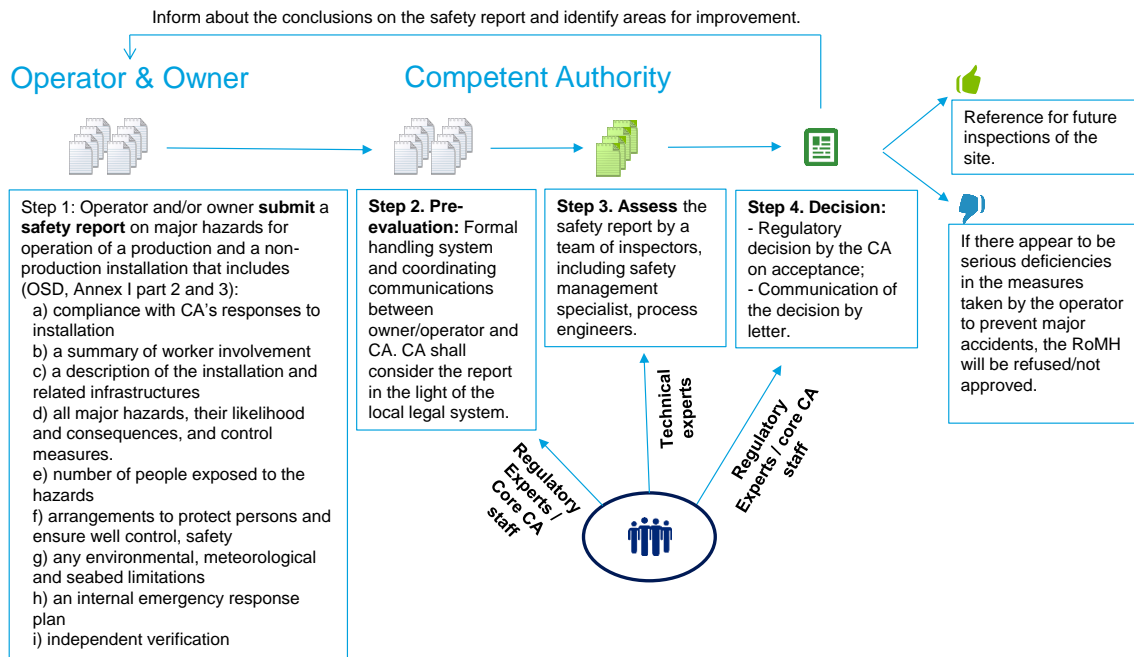 Inform about the conclusions on the safety report and identify areas for improvement.
Operator & Owner
Competent Authority
Step 1: Operator and/or owner submit a
safety report on major hazards for
operation of a production and a non-
production installation that includes
(OSD, Annex I part 2 and 3):
a) compliance with CA's responses to
installation
b) a summary of worker involvement
c) a description of the installation and
related infrastructures
d) all major hazards, their likelihood
and consequences, and control
measures.
e) number of people exposed to the
hazards
f) arrangements to protect persons and
ensure well control, safety
g) any environmental, meteorological
and seabed limitations
h) an internal emergency response
plan
i) independent verification
Step 2. Pre-
evaluation: Formal
handling system
and coordinating
communications
between
owner/operator and
CA. CA shall
consider the report
in the light of the
local legal system.
Step 3. Assess the
safety report by a
team of inspectors,
including safety
management
specialist, process
engineers.
Step 4. Decision:
- Regulatory
decision by the CA
on acceptance;
- Communication of
the decision by
letter.
Reference for future
inspections of the
site.
If there appear to be
serious deficiencies
in the measures
taken by the operator
to prevent major
accidents, the RoMH
will be refused/not
approved.
Regulatory
Experts /
Core CA
staff
Technical
experts
Regulatory
Experts / core CA
staff